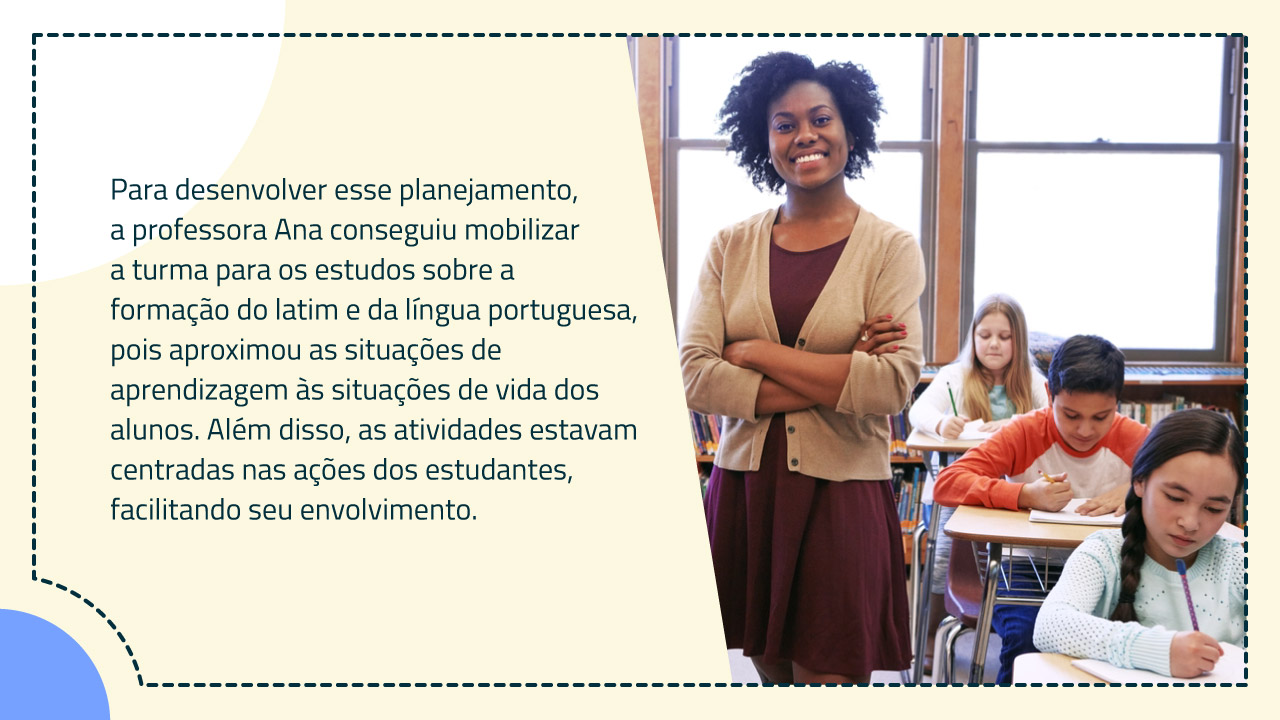 Para desenvolver esse planejamento,
a professora Ana conseguiu mobilizar
a turma para os estudos sobre a
formação do latim e da língua portuguesa,
pois aproximou as situações de
aprendizagem às situações de vida dos
alunos. Além disso, as atividades estavam
centradas nas ações dos estudantes,
facilitando seu envolvimento.